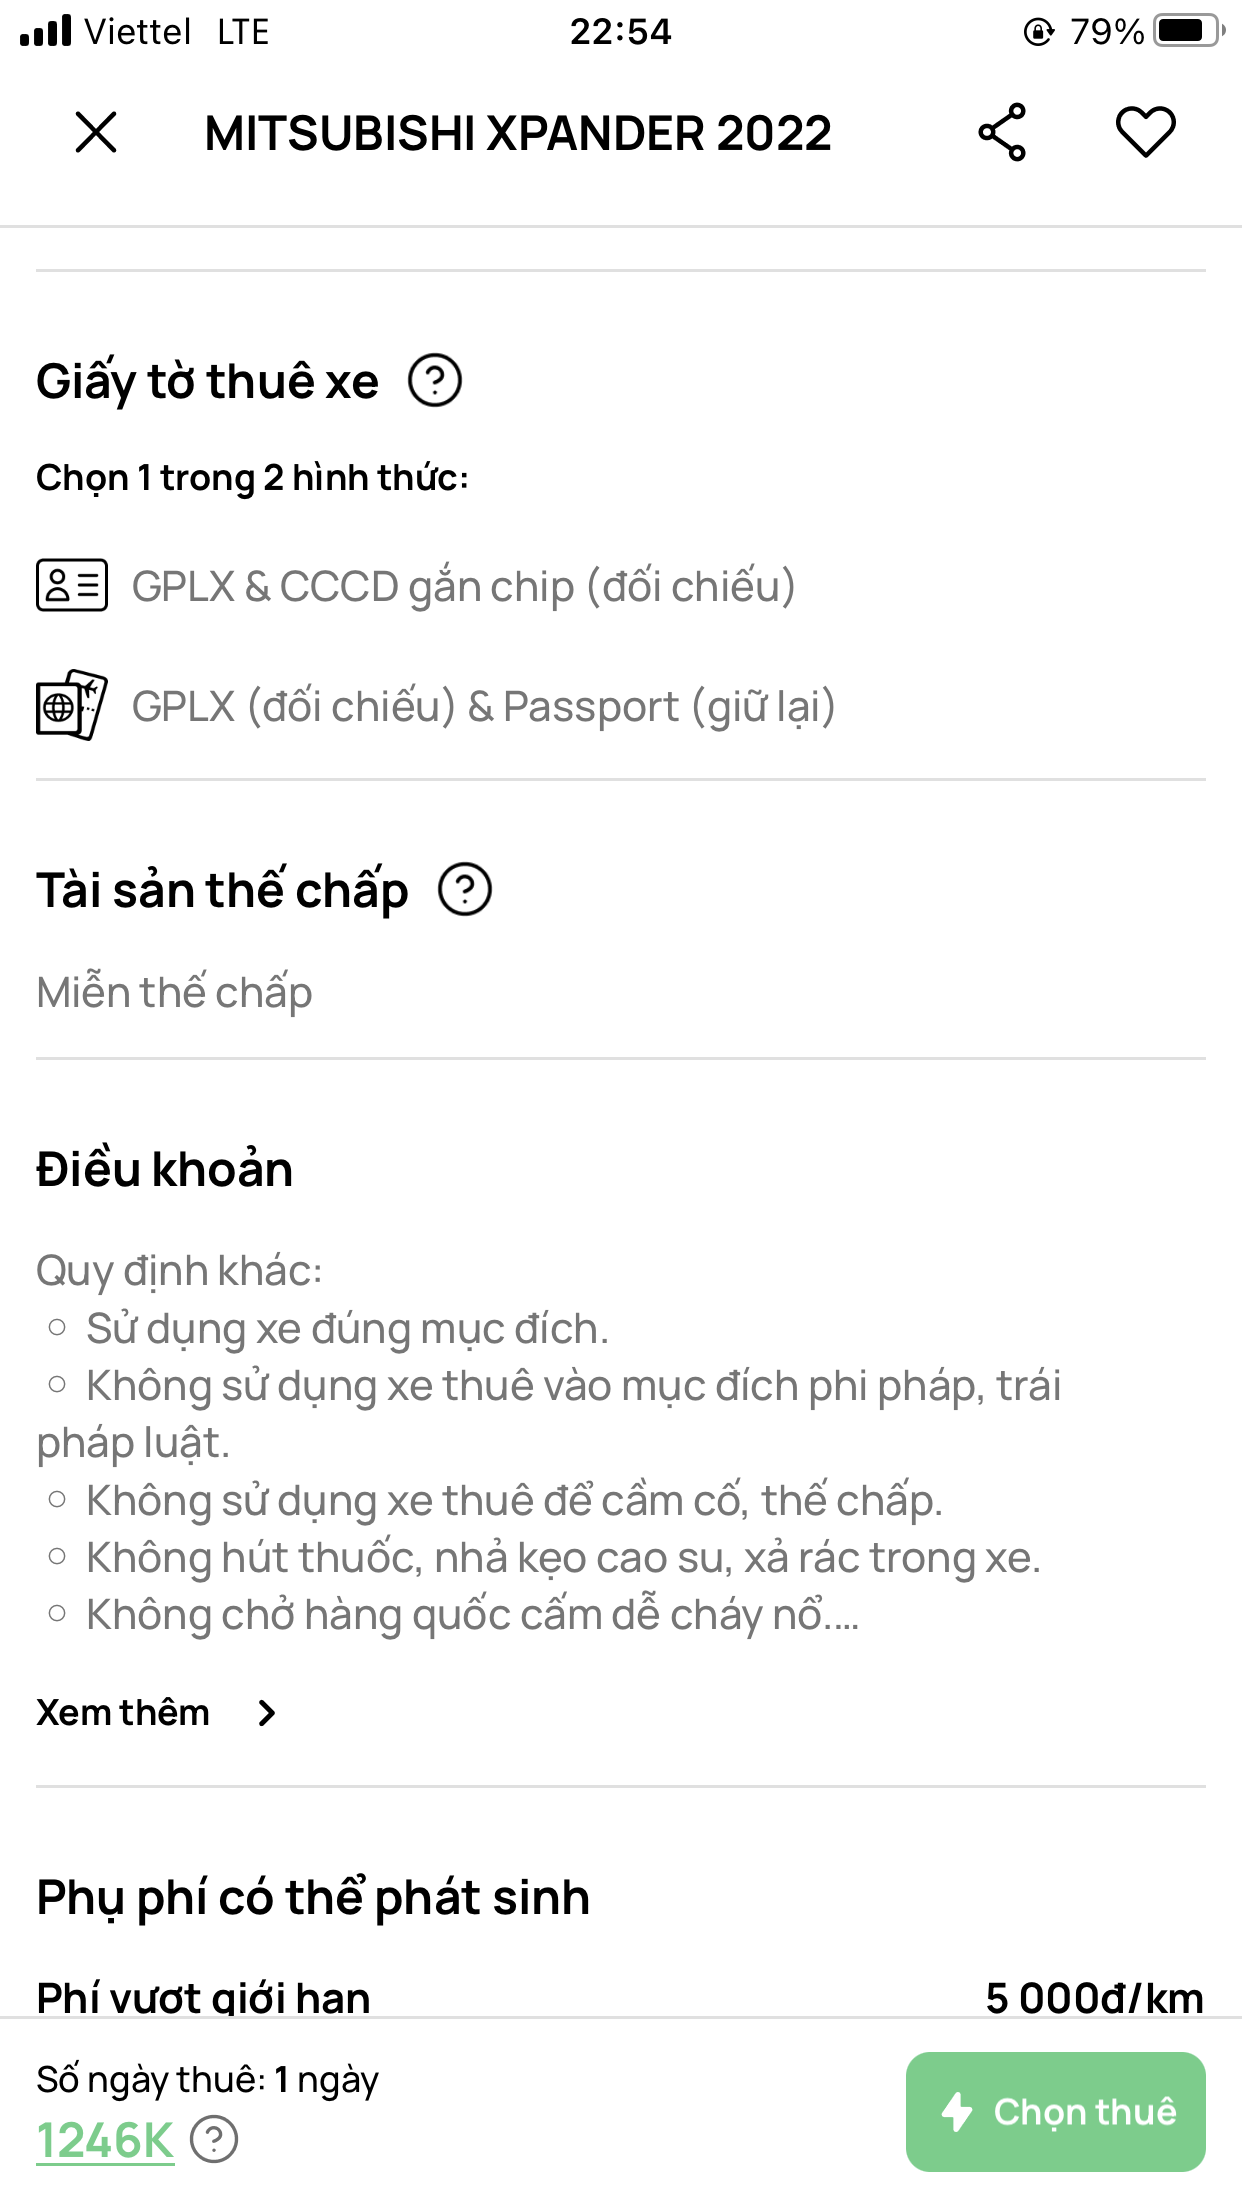 Viettel LTE 22:54 79%
MITSUBISHI XPANDER 2022
Giấy tờ thuê xe ?
Chọn 1 trong 2 hình thức:
GPLX & CCCD gắn chip (đối chiếu)
GPLX (đối chiếu) & Passport (giữ lại)
Tài sản thế chấp ?
Miễn thế chấp
Điều khoản
Quy định khác:
○ Sử dụng xe đúng mục đích.
○ Không sử dụng xe thuê vào mục đích phi pháp, trái
pháp luật.
○ Không sử dụng xe thuê để cầm cố, thế chấp.
○ Không hút thuốc, nhả kẹo cao su, xả rác trong xe.
○ Không chở hàng quốc cấm dễ cháy nổ....
Xem thêm >
Phụ phí có thể phát sinh
Phí vượt giới hạn 5 000đ/km
Số ngày thuê: 1 ngày
1246K ?
Chọn thuê